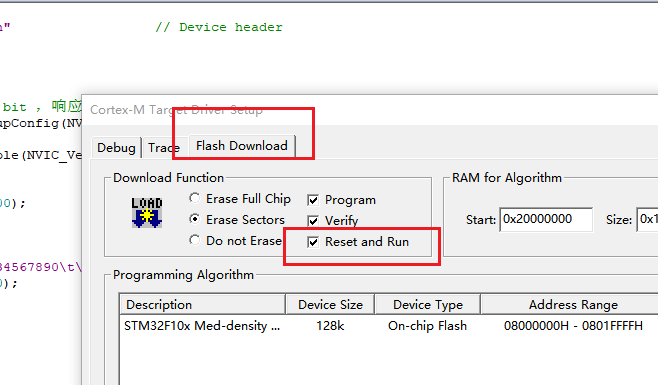 " // Device header
bit ，响应
upConfig(NV
Cortex-M Target Driver Setup
ble(NVIC_Ve
Debug Trace Flash Download
Download Function RAM for Algorithm
LOAD Erase Full Chip Program
00);
Erase Sectors Verify Start: 0x20000000 Size: 0x1
Do not Erase Reset and Run
34567890\t\
);
Programming Algorithm
Description Device Size Device Type Address Range
STM32F10x Med-density ... 128k On-chip Flash 08000000H - 0801FFFFH